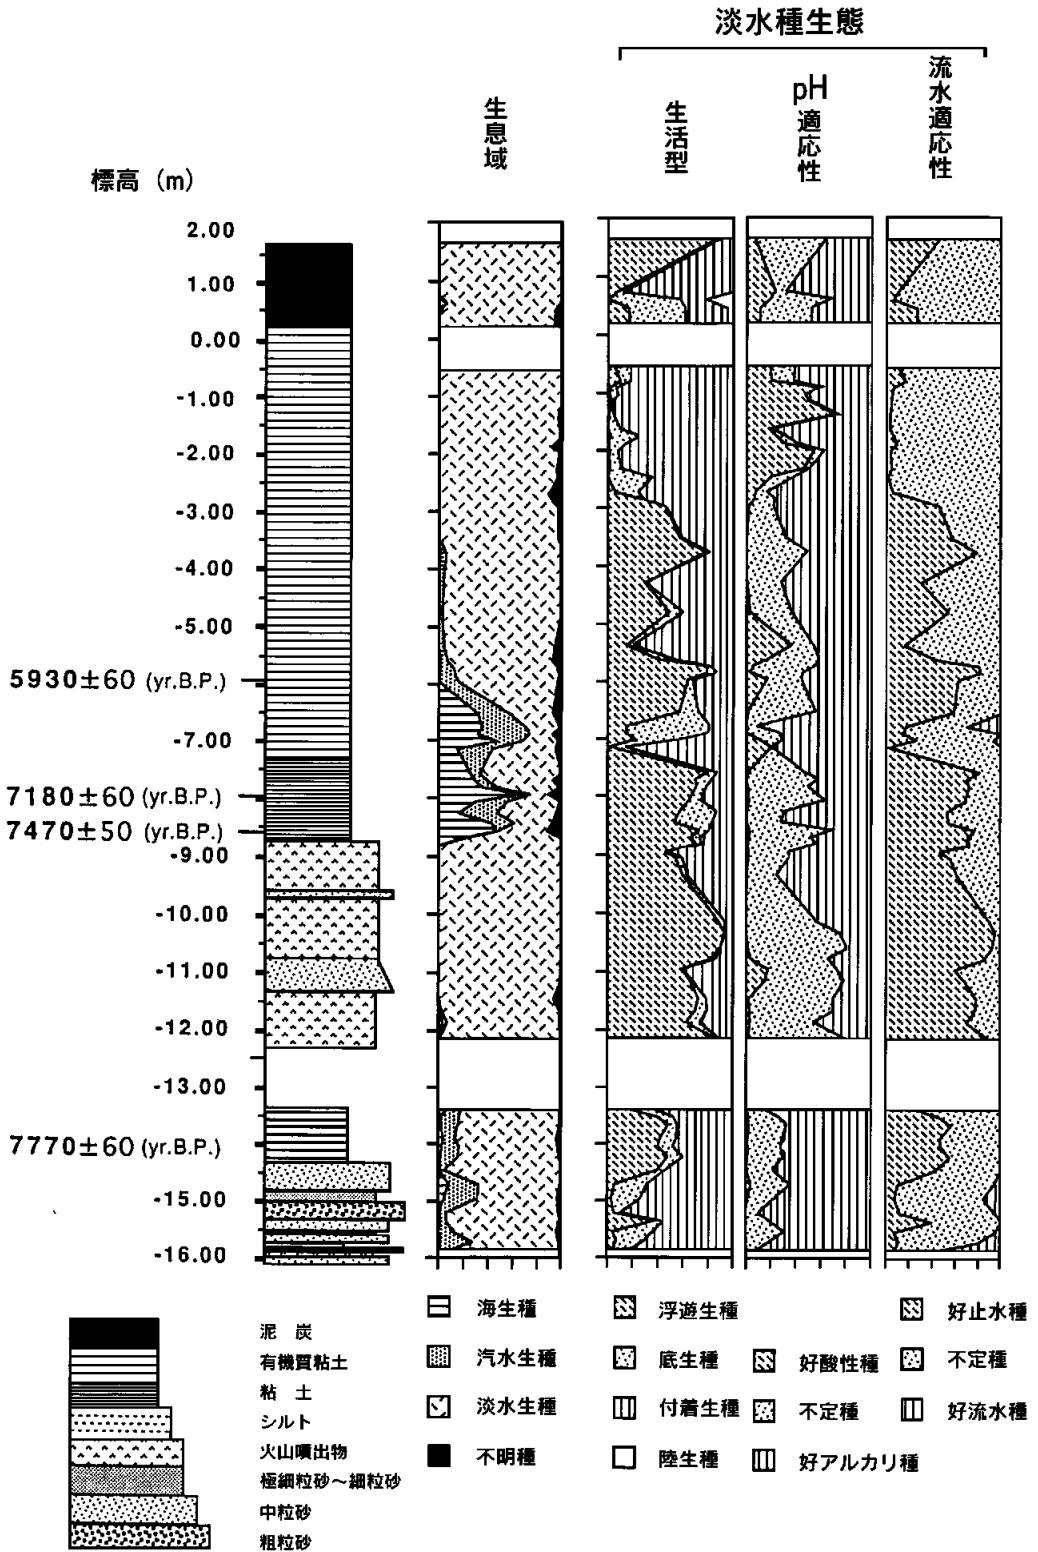 淡水種生態
生息域
生活型
pH適応性
流水適応性
標高 (m)
2.00
1.00
0.00
-1.00
-2.00
-3.00
-4.00
-5.00
5930±60 (yr.B.P.)
-7.00
7180±60 (yr.B.P.)
7470±50 (yr.B.P.)
-9.00
-10.00
-11.00
-12.00
-13.00
7770±60 (yr.B.P.)
-15.00
-16.00
泥 炭
有機質粘土
粘 土
シルト
火山噴出物
極細粒砂～細粒砂
中粒砂
粗粒砂
海生種
汽水生種
淡水生種
不明種
浮遊生種
底生種
付着生種
陸生種
好酸性種
不定種
好アルカリ種
好止水種
不定種
好流水種